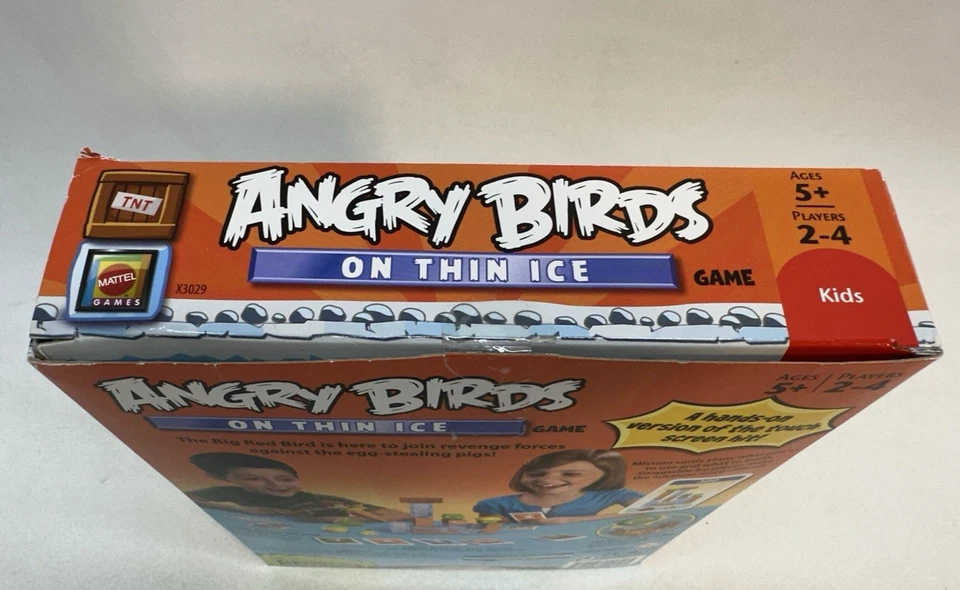 TNT
MATTEL
GAMES
X3029
ANGRY BIRDS
ON THIN ICE
GAME
AGES
5+
PLAYERS
2-4
Kids
ANGRY BIRDS
ON THIN ICE
GAME
AGES 5+
PLAYERS 2-4
The Big Red Bird is here to join revenge forces
against the egg-stealing pigs!
A hands-on
version of the touch
screen hit!